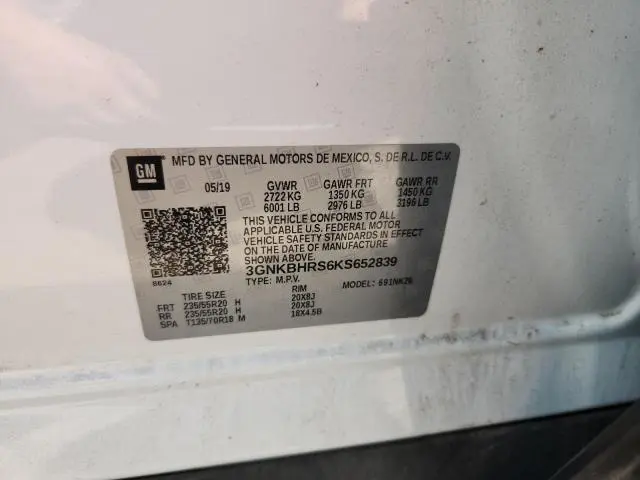 GM
MFD BY GENERAL MOTORS DE MEXICO, S. DE R.L. DE C.V.
05/19 GVWR GAWR FRT GAWR RR
2722 KG 1350 KG 1450 KG
6001 LB 2976 LB 3196 LB
THIS VEHICLE CONFORMS TO ALL
APPLICABLE U.S. FEDERAL MOTOR
VEHICLE SAFETY STANDARDS IN EFFECT
ON THE DATE OF MANUFACTURE
SHOWN ABOVE.
3GNKBHRS6KS652839
8624
TYPE: M.P.V. MODEL: 691NK26
TIRE SIZE RIM
FRT 235/55R20 H 20X8J
RR 235/55R20 H 20X8J
SPA T135/70R18 M 18X4.5B